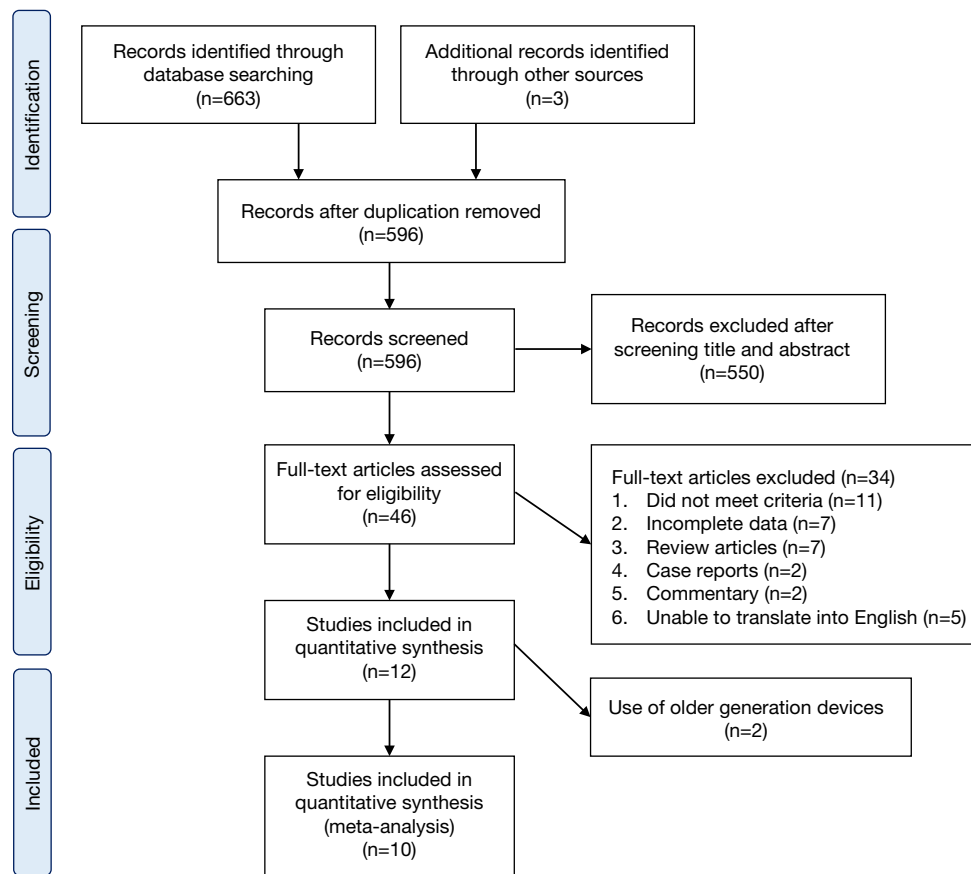 Identification
Records identified through
database searching
(n=663)
Additional records identified
through other sources
(n=3)
Records after duplication removed
(n=596)
Screening
Records screened
(n=596)
Records excluded after
screening title and abstract
(n=550)
Eligibility
Full-text articles assessed
for eligibility
(n=46)
Full-text articles excluded (n=34)
1. Did not meet criteria (n=11)
2. Incomplete data (n=7)
3. Review articles (n=7)
4. Case reports (n=2)
5. Commentary (n=2)
6. Unable to translate into English (n=5)
Studies included in
quantitative synthesis
(n=12)
Use of older generation devices
(n=2)
Included
Studies included in
quantitative synthesis
(meta-analysis)
(n=10)